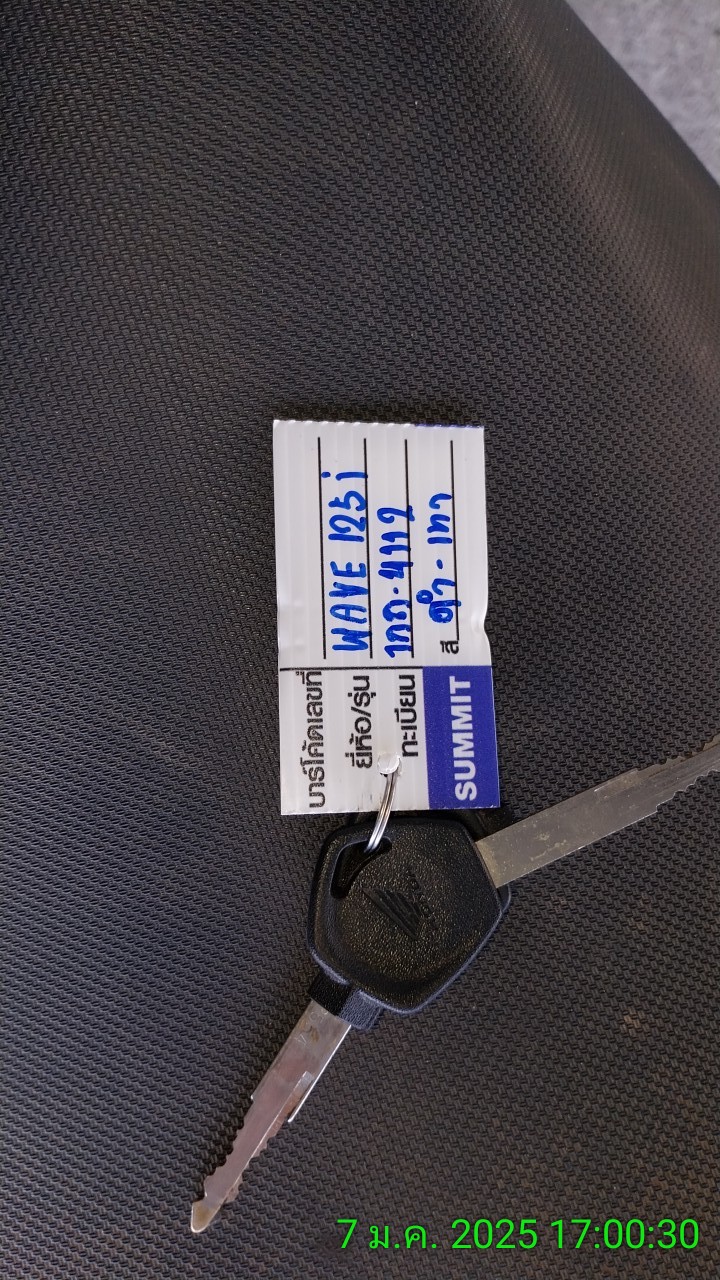 บาร์โค้ดเลขที่
ยี่ห้อ/รุ่น WAVE 125i
ทะเบียน 1กก-4112
SUMMIT สี ดำ-เทา
7 ม.ค. 2025 17:00:30